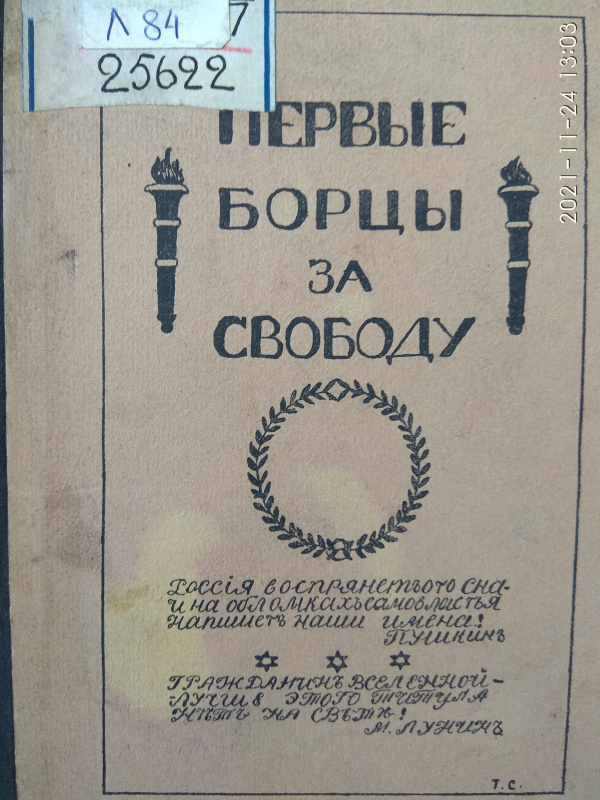 Л 84
7
25622
2021-11-24 13:03
ПЕРВЫЕ
БОРЦЫ
ЗА
СВОБОДУ
Россія воспрянетъ ото сна-
и на обломкахъ самовластья
напишетъ наши имена!
Пушкинъ
ГРАЖДАНИНЪ ВСЕЛЕННОЙ-
ЛУЧШЕ ЭТОГО ТИТУЛА
НѢТЪ НА СВѢТѢ!
М. ЛУНИНЪ
Т.С.